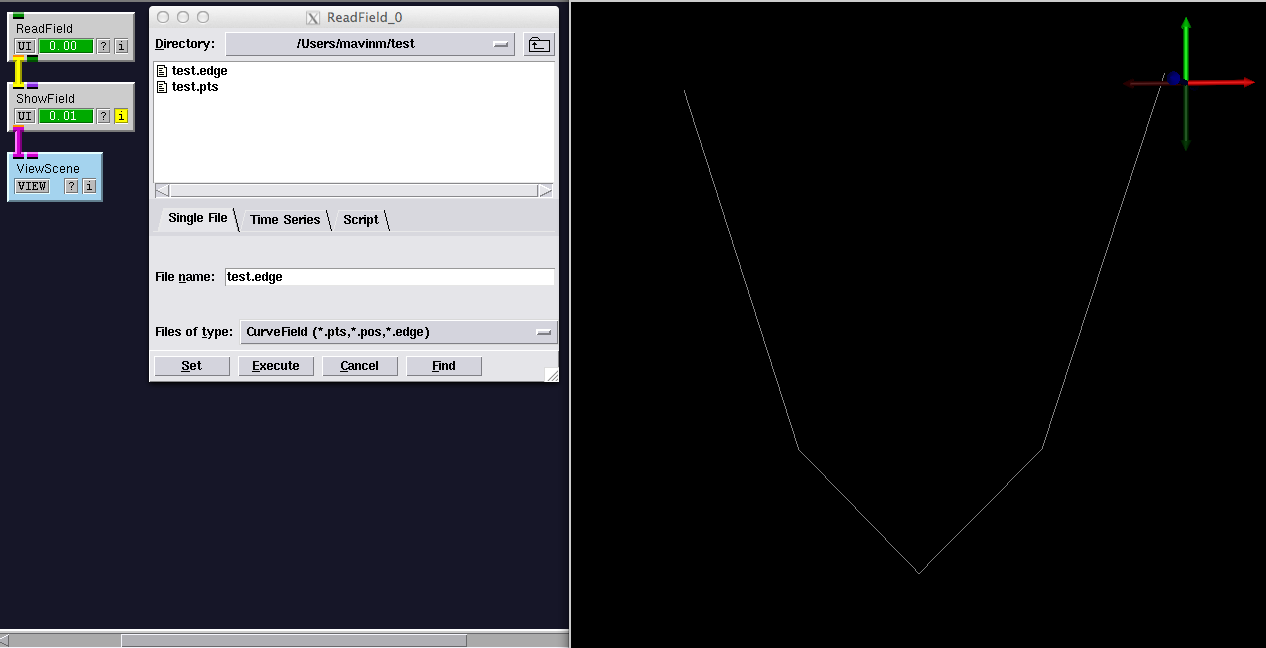 ReadField
UI 0.00 ? i
ShowField
UI 0.01 ? i
ViewScene
VIEW ? i
ReadField_0
Directory: /Users/mavinm/test
test.edge
test.pts
Single File Time Series Script
File name: test.edge
Files of type: CurveField (*.pts,*.pos,*.edge)
Set Execute Cancel Find